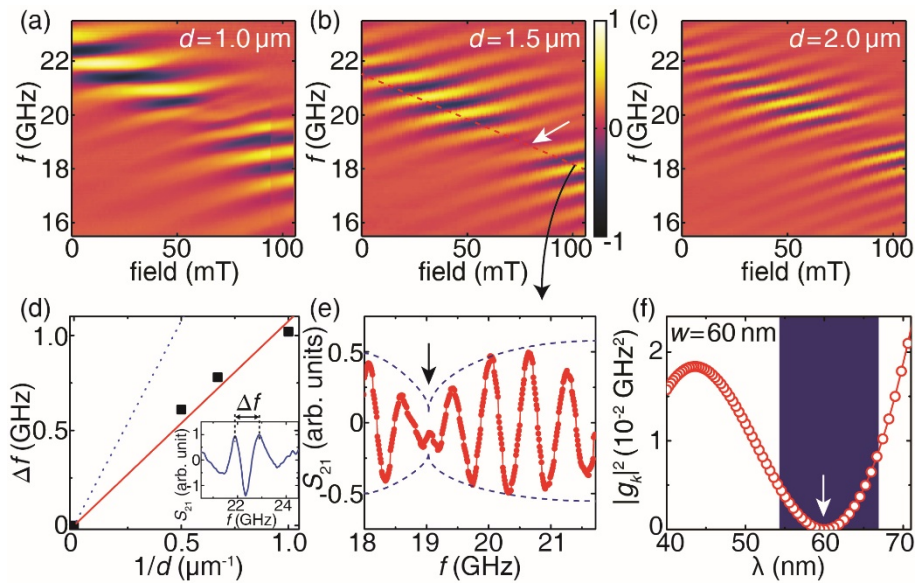 (a)
d=1.0 μm
22
20
18
16
f (GHz)
0
50
100
field (mT)
(b)
d=1.5 μm
22
20
18
16
f (GHz)
0
50
100
field (mT)
1
0
-1
(c)
d=2.0 μm
22
20
18
16
f (GHz)
0
50
100
field (mT)
(d)
1.0
0.5
0
Δf (GHz)
0
0.5
1.0
1/d (μm⁻¹)
Δf
1
0
1
S₂₁ (arb. unit)
22
24
f (GHz)
(e)
0.5
0
-0.5
S₂₁ (arb. units)
18
19
20
21
f (GHz)
(f)
w=60 nm
2
1
0
|gₖ|² (10⁻² GHz²)
40
50
60
70
λ (nm)